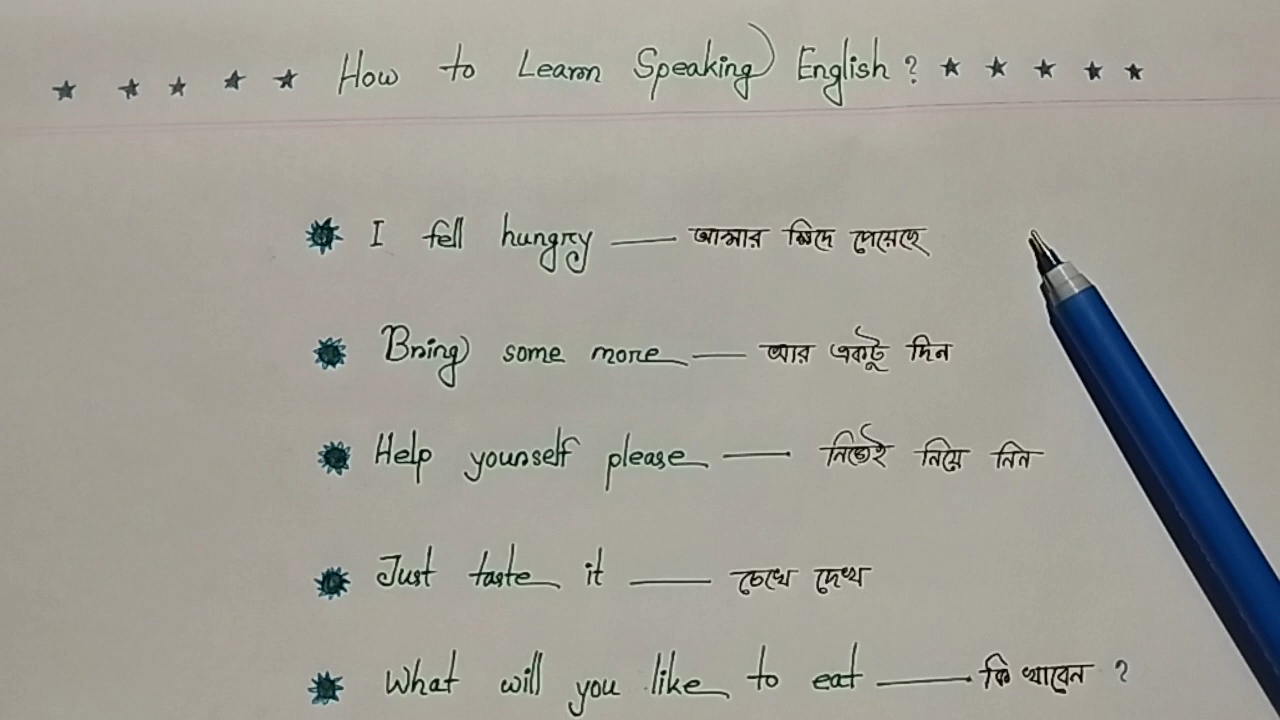 ★ ★ ★ ★ ★ How to Learn Speaking English? ★ ★ ★ ★ ★
I fell hungry — আমার খিদে পেয়েছে
Bring some more — আর একটু দিন
Help yourself please — নিজেই নিয়ে নিন
Just taste it — চেখে দেখ
What will you like to eat — কি খাবেন ?